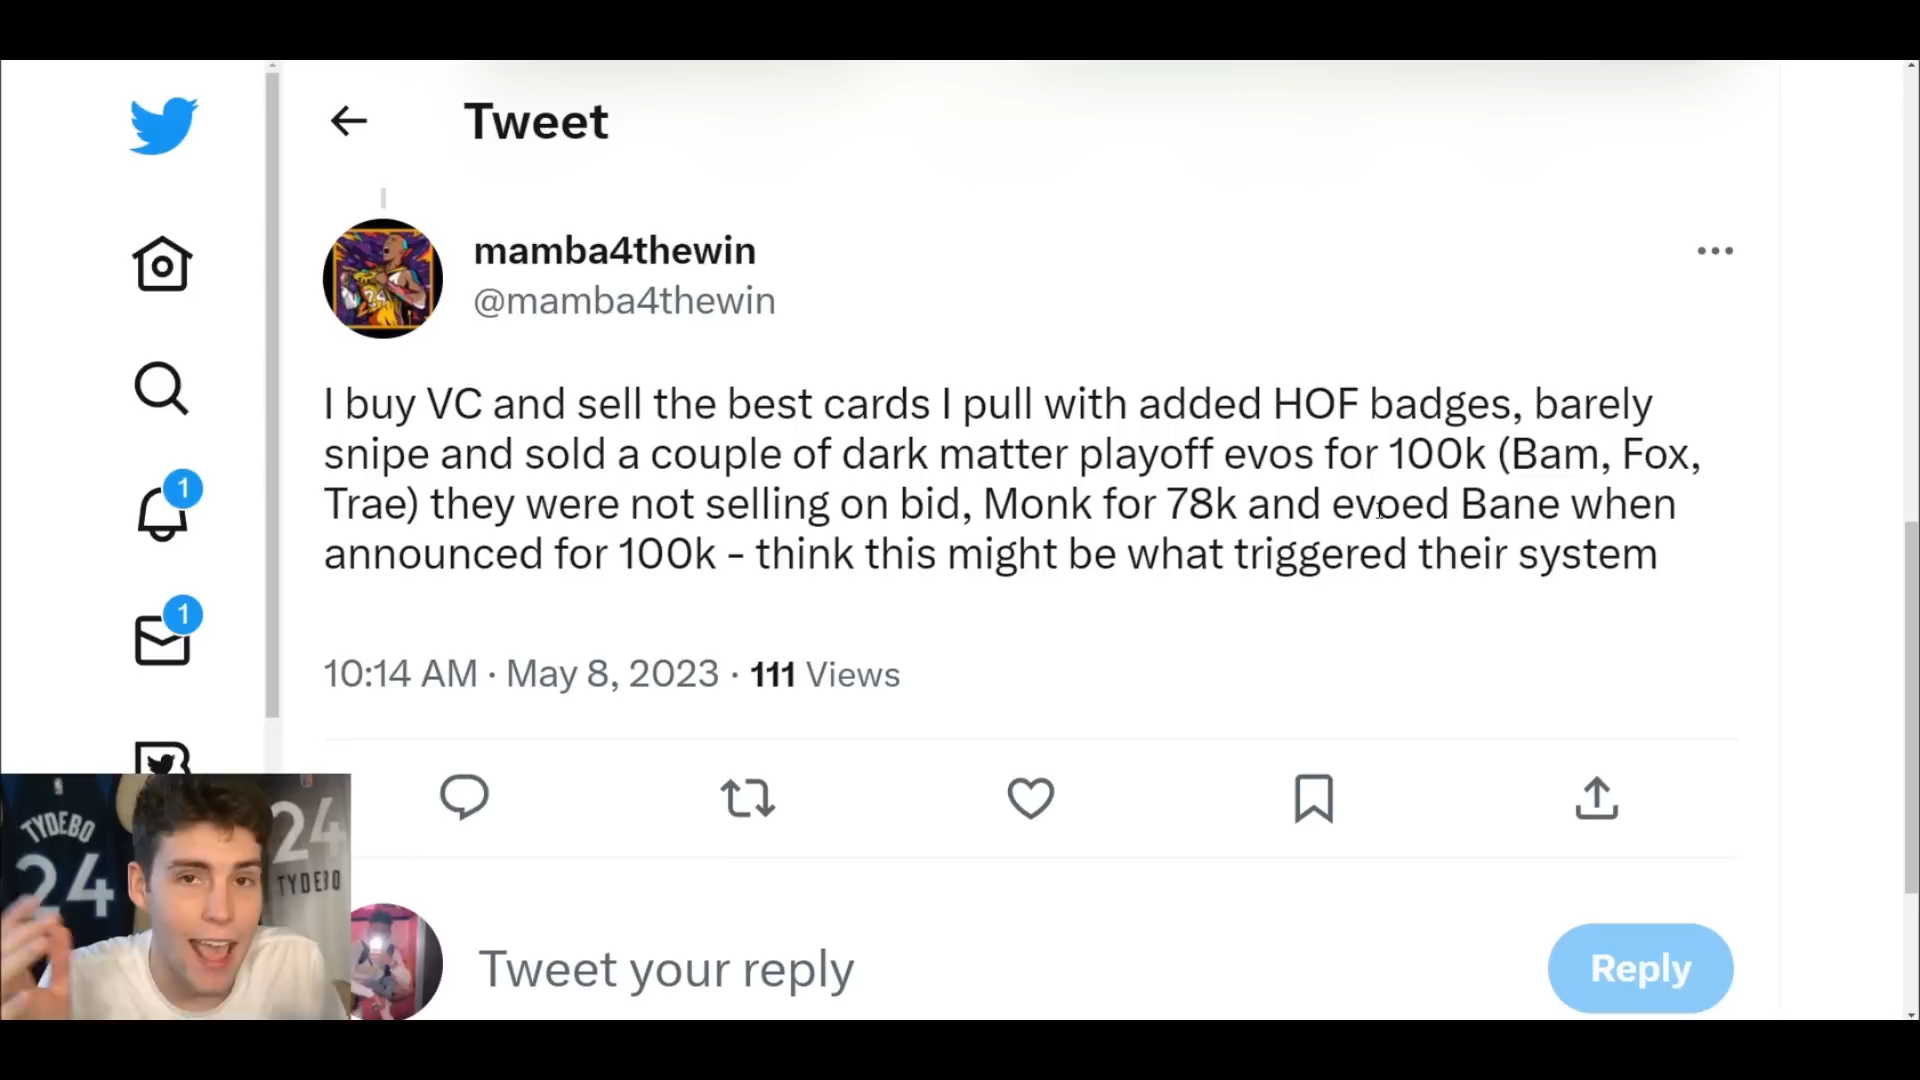 Tweet
mamba4thewin
@mamba4thewin
I buy VC and sell the best cards I pull with added HOF badges, barely
snipe and sold a couple of dark matter playoff evos for 100k (Bam, Fox,
Trae) they were not selling on bid, Monk for 78k and evoed Bane when
announced for 100k - think this might be what triggered their system
1
1
10:14 AM · May 8, 2023 · 111 Views
TYDEBO
24
24
TYDEBO
Tweet your reply
Reply